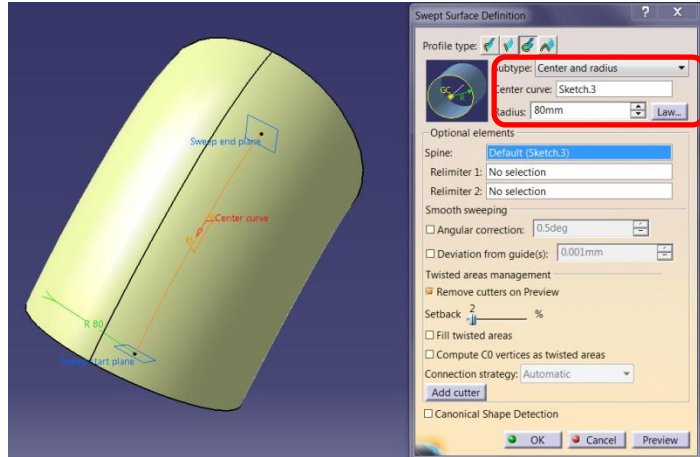 Swept Surface Definition
? X
Profile type:
Subtype: Center and radius
Center curve: Sketch.3
Radius: 80mm Law...
Optional elements
Spine: Default (Sketch.3)
Relimiter 1: No selection
Relimiter 2: No selection
Smooth sweeping
Angular correction: 0.5deg
Deviation from guide(s): 0.001mm
Twisted areas management
Remove cutters on Preview
Setback 2 %
Fill twisted areas
Compute C0 vertices as twisted areas
Connection strategy: Automatic
Add cutter
Canonical Shape Detection
OK Cancel Preview
Sweep end plane
Center curve
R 80
start plane